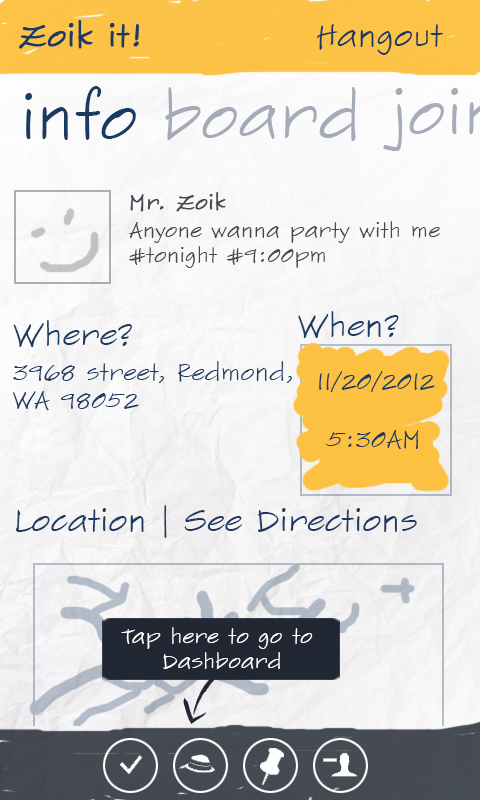 Zoik it! Hangout
info board join
Mr. Zoik
Anyone wanna party with me
#tonight #9:00pm
Where?
3968 street, Redmond,
WA 98052
When?
11/20/2012
5:30AM
Location | See Directions
Tap here to go to
Dashboard